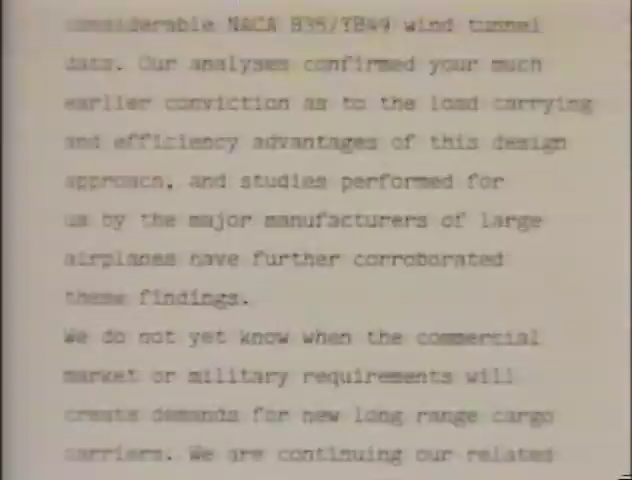 considerable NACA B35/YB49 wind tunnel
data. Our analyses confirmed your much
earlier conviction as to the load carrying
and efficiency advantages of this design
approach, and studies performed for
us by the major manufacturers of large
airplanes have further corroborated
these findings.
We do not yet know when the commercial
market or military requirements will
create demands for new long range cargo
carriers. We are continuing our related